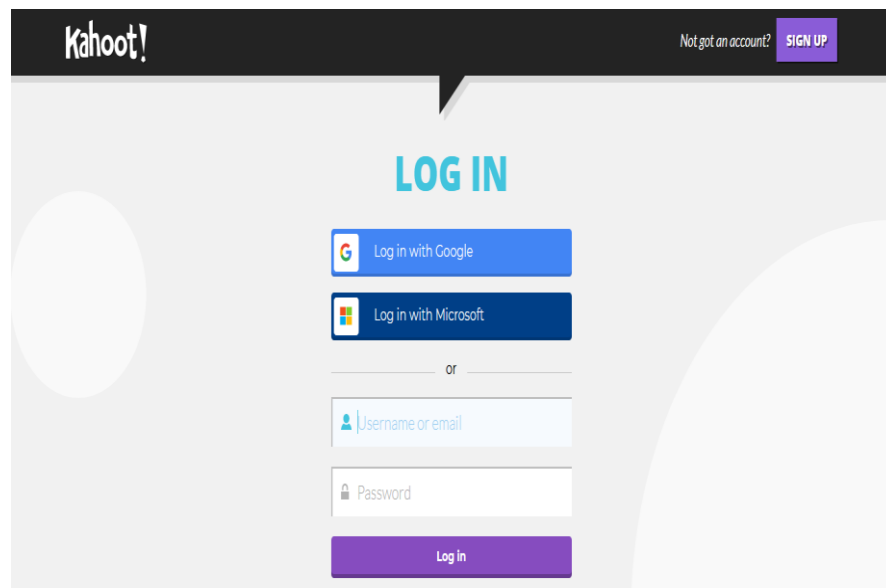 Kahoot!
Not got an account? SIGN UP
LOG IN
Log in with Google
Log in with Microsoft
or
Username or email
Password
Log in